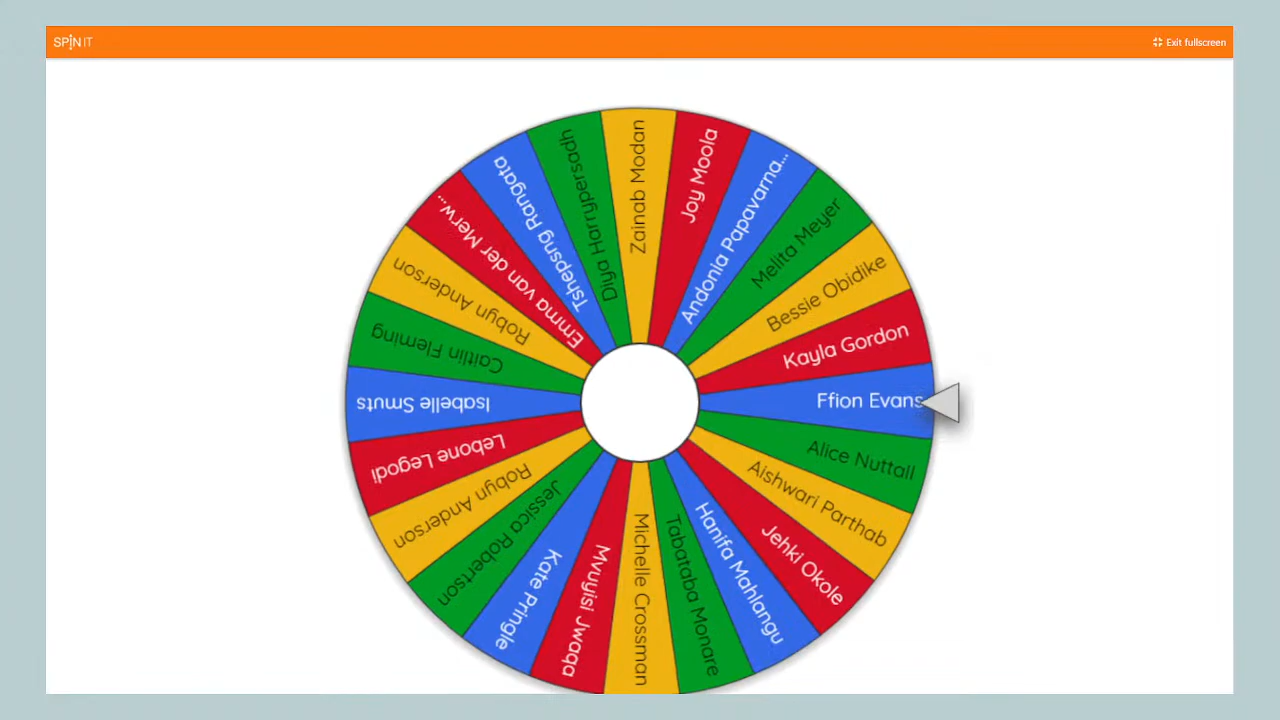 SPIN IT
Exit fullscreen
Zainab Modan
Joy Moola
Andonia Papavarna...
Melita Meyer
Bessie Obidike
Kayla Gordon
Ffion Evans
Alice Nuttall
Aishwari Parthab
Jehki Okole
Hanifa Mahlangu
Tabataba Monare
Michelle Crossman
Mvuyisi Jwaqa
Kate Pringle
Jessica Robertson
Robyn Anderson
Lebone Legodi
Isabelle Smuts
Caitlin Fleming
Robyn Anderson
Emma van der Merw...
Tshepsng Rangata
Diya Harrypersadh